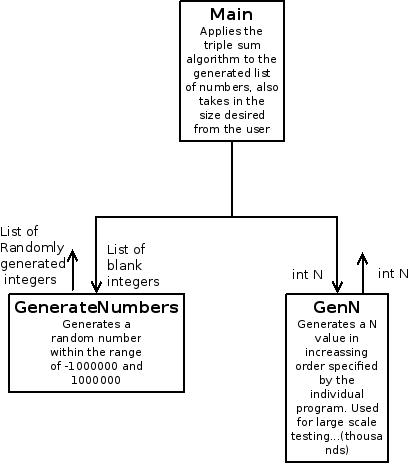 Main
Applies the
triple sum
algorithm to the
generated list
of numbers, also
takes in the
size desired
from the user
List of
Randomly
generated
integers
List of
blank
integers
int N
int N
GenerateNumbers
Generates a
random number
within the range
of -1000000 and
1000000
GenN
Generates a N
value in
increassing
order specified
by the
individual
program. Used
for large scale
testing...(thousa
nds)